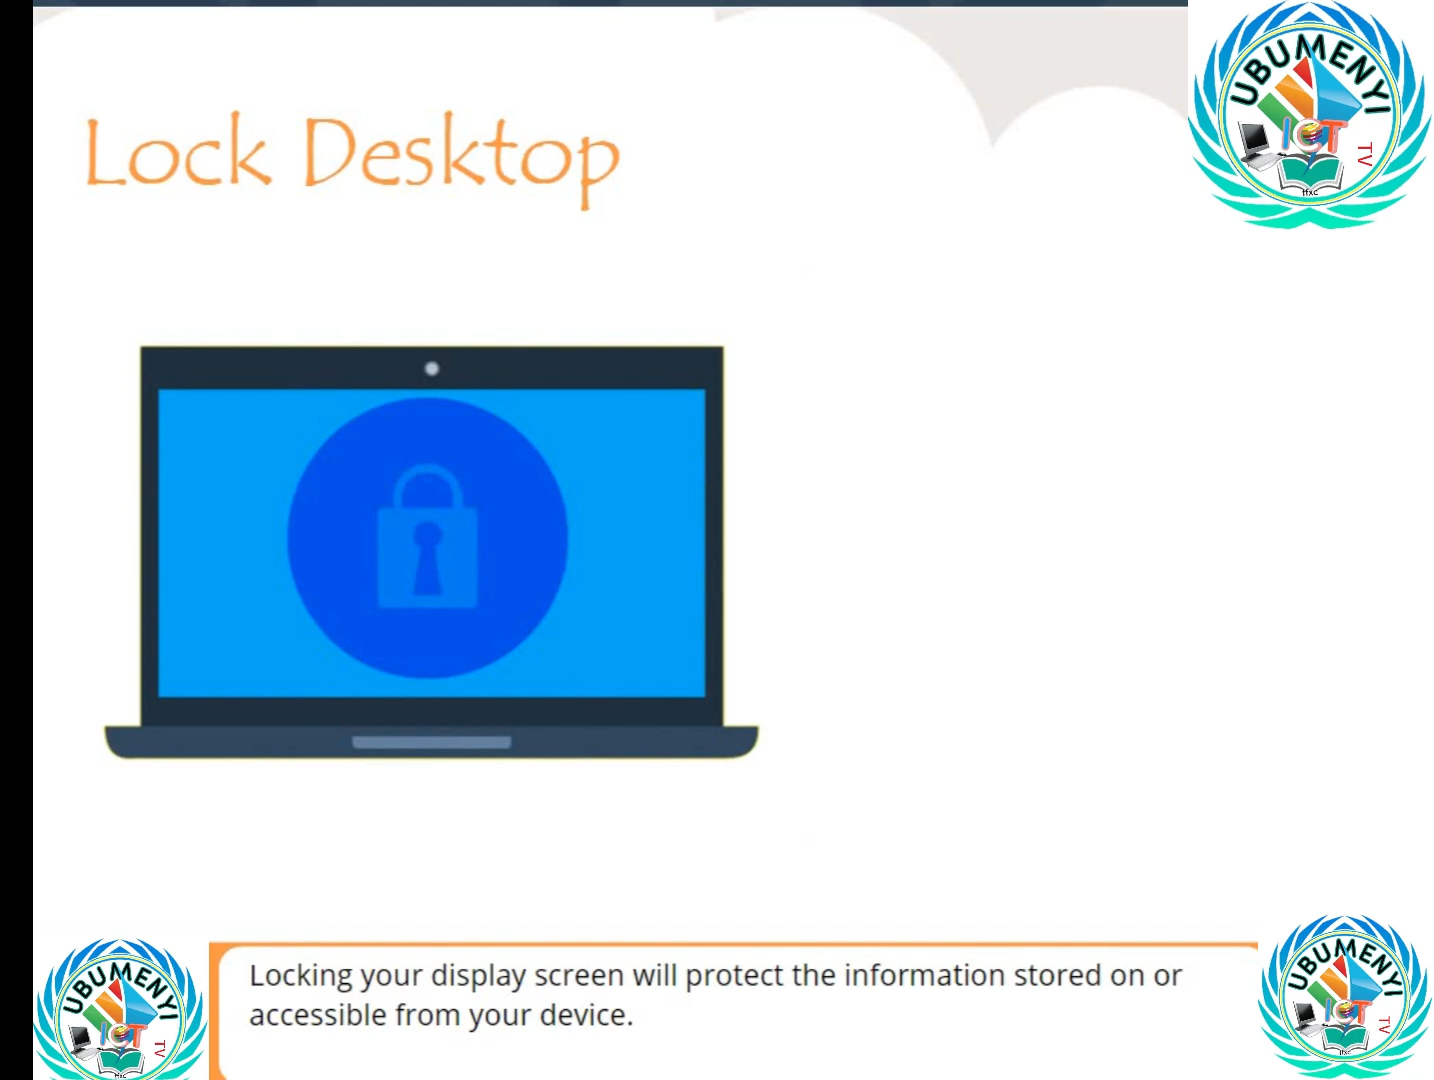 Lock Desktop
UBUMENYI
ICT
TV
Locking your display screen will protect the information stored on or
accessible from your device.
UBUMENYI
ICT
TV
UBUMENYI
ICT
TV